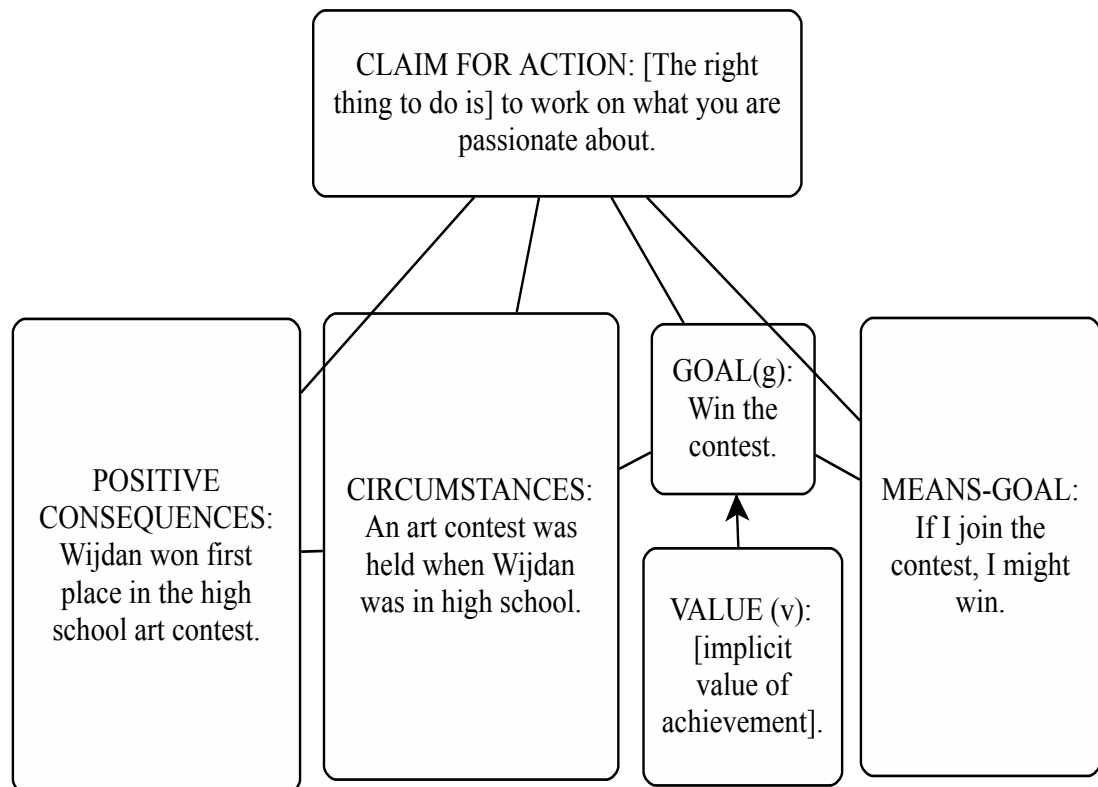 CLAIM FOR ACTION: [The right
thing to do is] to work on what you are
passionate about.
POSITIVE
CONSEQUENCES:
Wijdan won first
place in the high
school art contest.
CIRCUMSTANCES:
An art contest was
held when Wijdan
was in high school.
GOAL(g):
Win the
contest.
VALUE (v):
[implicit
value of
achievement].
MEANS-GOAL:
If I join the
contest, I might
win.